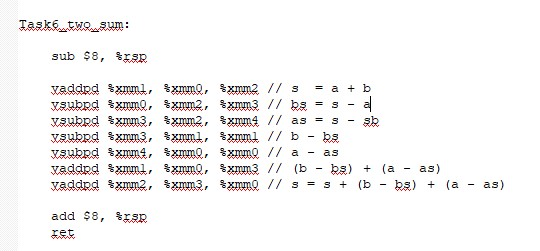 Task6_two_sum:
sub $8, %rsp
vaddpd %xmm1, %xmm0, %xmm2 // s  = a + b
vsubpd %xmm0, %xmm2, %xmm3 // bs = s - a
vsubpd %xmm3, %xmm2, %xmm4 // as = s - sb
vsubpd %xmm3, %xmm1, %xmm1 // b - bs
vsubpd %xmm4, %xmm0, %xmm0 // a - as
vaddpd %xmm1, %xmm0, %xmm3 // (b - bs) + (a - as)
vaddpd %xmm2, %xmm3, %xmm0 // s = s + (b - bs) + (a - as)
add $8, %rsp
ret